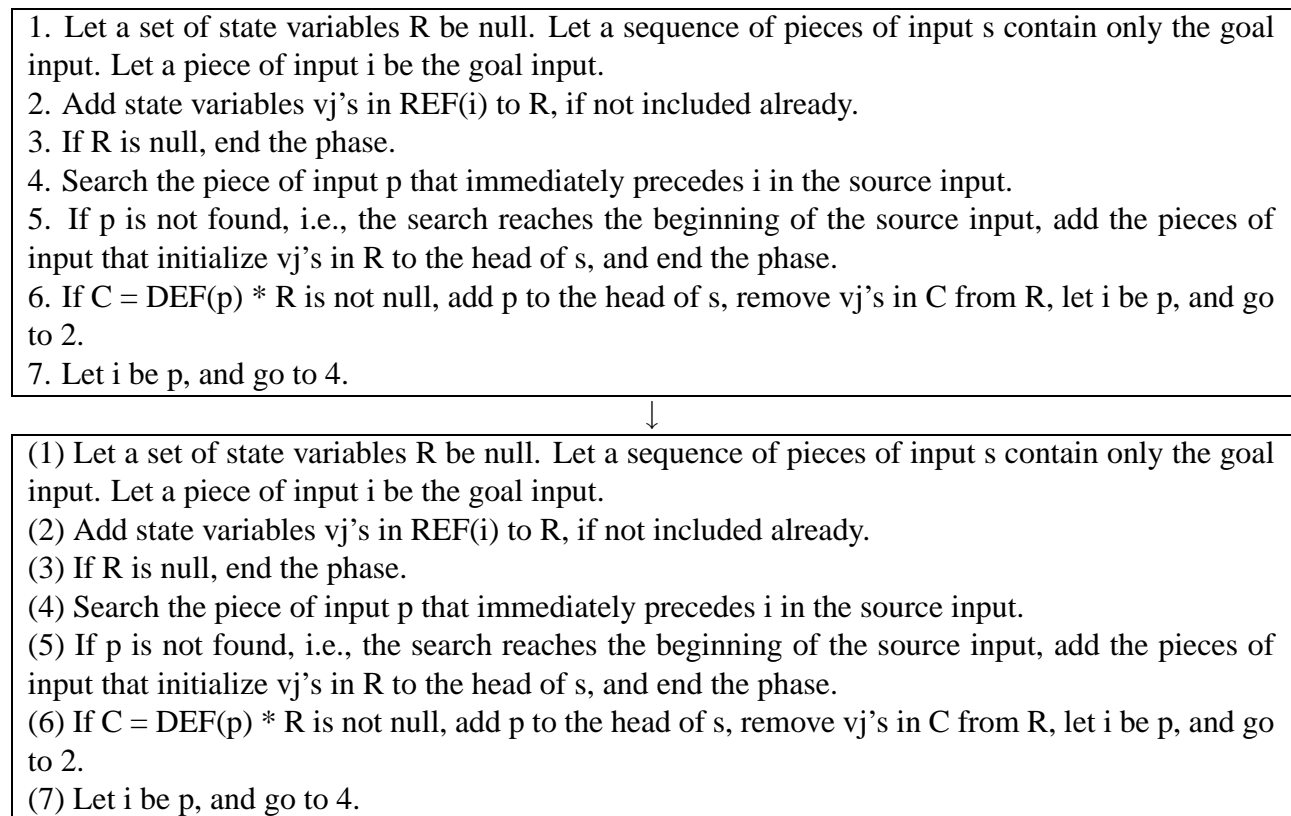 1. Let a set of state variables R be null. Let a sequence of pieces of input s contain only the goal
input. Let a piece of input i be the goal input.
2. Add state variables vj's in REF(i) to R, if not included already.
3. If R is null, end the phase.
4. Search the piece of input p that immediately precedes i in the source input.
5. If p is not found, i.e., the search reaches the beginning of the source input, add the pieces of
input that initialize vj's in R to the head of s, and end the phase.
6. If C = DEF(p) * R is not null, add p to the head of s, remove vj's in C from R, let i be p, and go
to 2.
7. Let i be p, and go to 4.
↓
(1) Let a set of state variables R be null. Let a sequence of pieces of input s contain only the goal
input. Let a piece of input i be the goal input.
(2) Add state variables vj's in REF(i) to R, if not included already.
(3) If R is null, end the phase.
(4) Search the piece of input p that immediately precedes i in the source input.
(5) If p is not found, i.e., the search reaches the beginning of the source input, add the pieces of
input that initialize vj's in R to the head of s, and end the phase.
(6) If C = DEF(p) * R is not null, add p to the head of s, remove vj's in C from R, let i be p, and go
to 2.
(7) Let i be p, and go to 4.